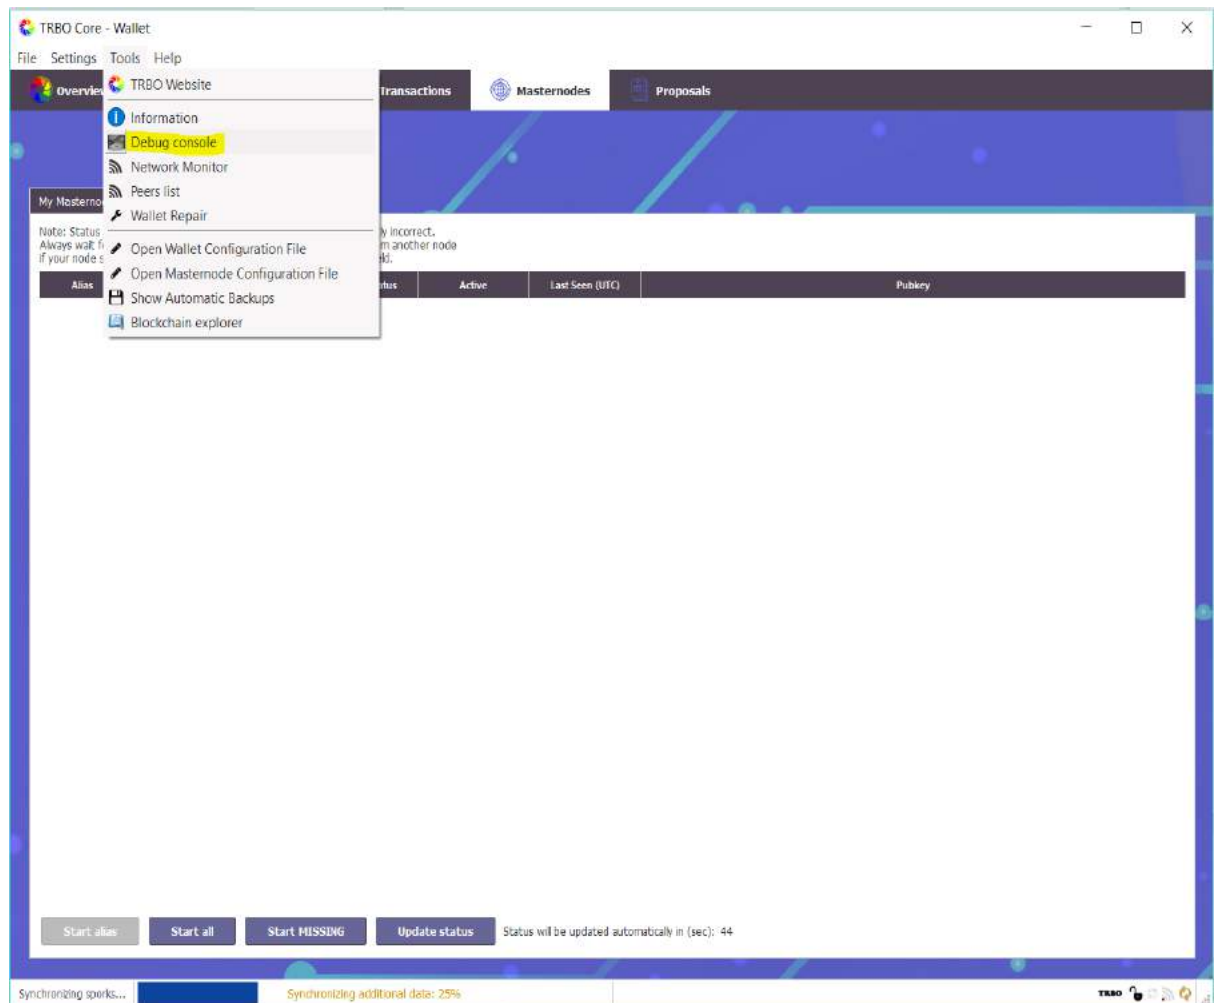 TRBO Core - Wallet
File Settings Tools Help
Overvie Transactions Masternodes Proposals
TRBO Website
Information
Debug console
Network Monitor
Peers list
Wallet Repair
Open Wallet Configuration File
Open Masternode Configuration File
Show Automatic Backups
Blockchain explorer
My Masterno
Note: Status ly incorrect.
Always wait f m another node
if your node s
Alias Active Last Seen (UTC) Pubkey
Start alias Start all Start MISSING Update status Status will be updated automatically in (sec): 44
Synchronizing sporks... Synchronizing additional data: 25% TRBO